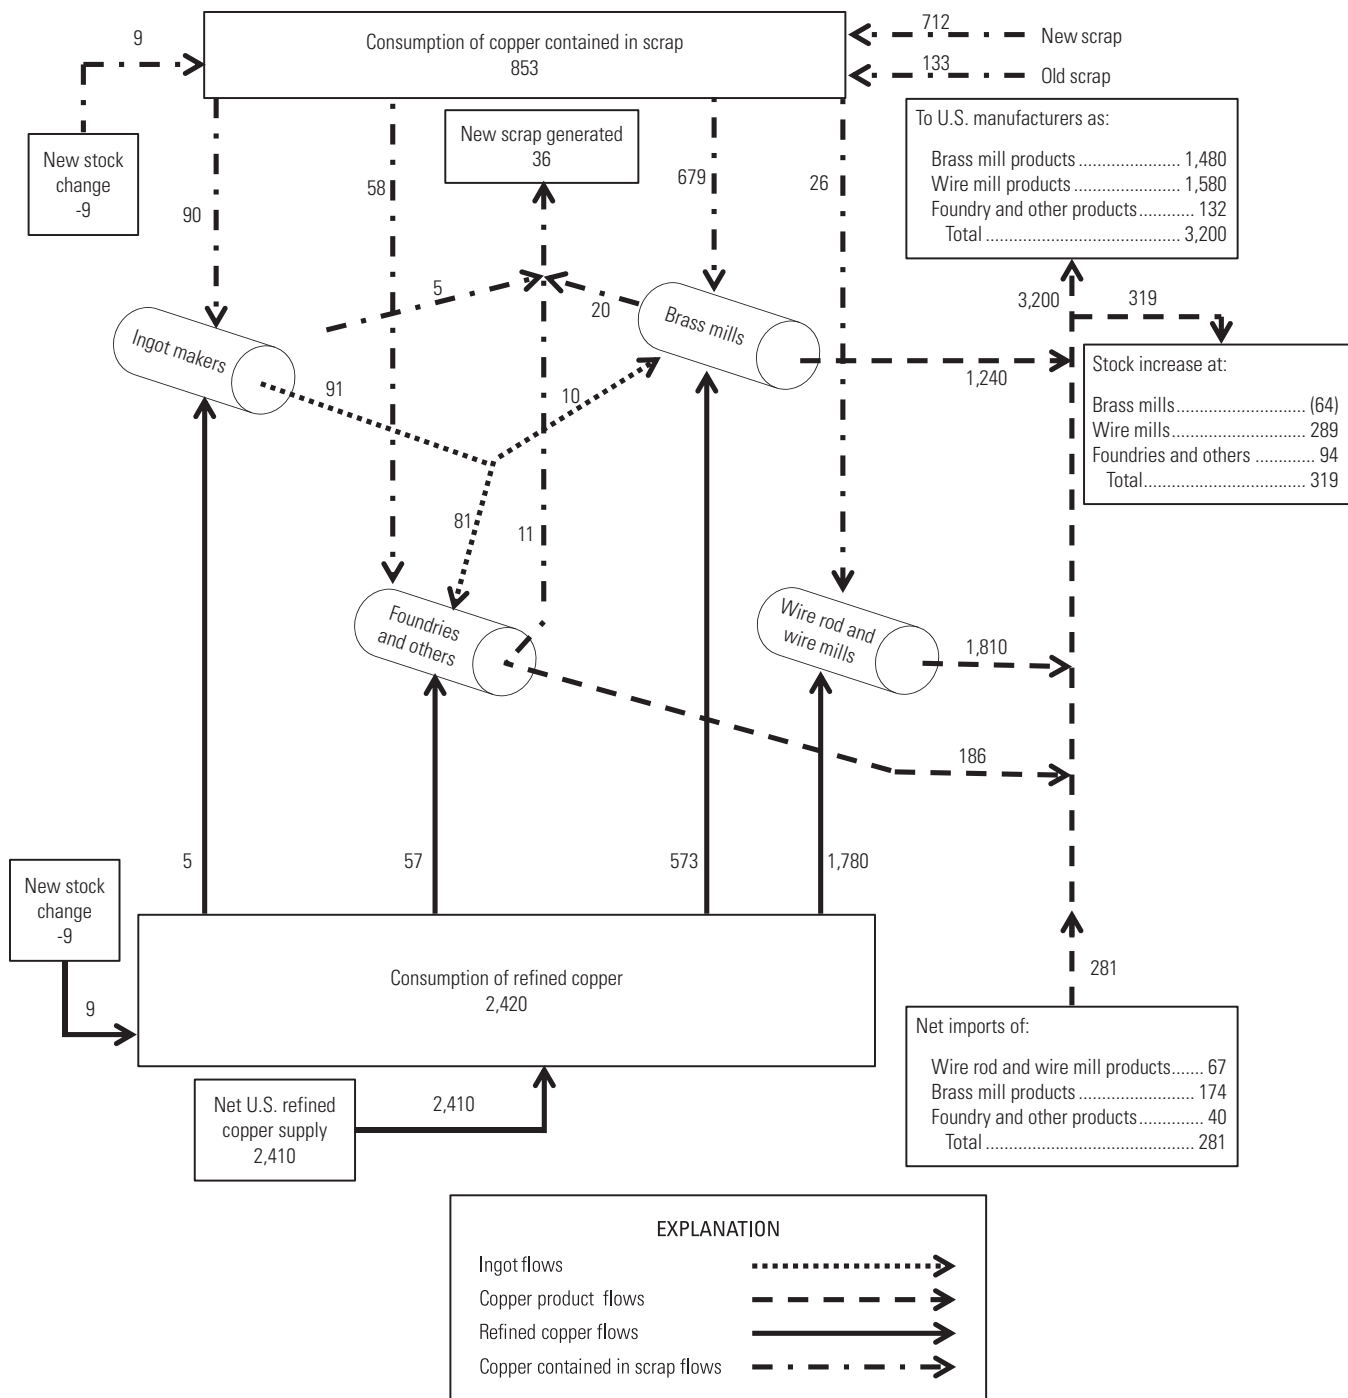 9
Consumption of copper contained in scrap
853
712
New scrap
133
Old scrap
New stock
change
-9
90
58
New scrap generated
36
679
26
To U.S. manufacturers as:
Brass mill products ...................... 1,480
Wire mill products ....................... 1,580
Foundry and other products ............ 132
Total ......................................... 3,200
3,200
319
5
20
Ingot makers
Brass mills
91
10
1,240
Stock increase at:
Brass mills ............................ (64)
Wire mills ............................. 289
Foundries and others ............. 94
Total .................................. 319
81
11
Foundries
and others
Wire rod and
wire mills
1,810
186
5
57
573
1,780
New stock
change
-9
Consumption of refined copper
2,420
9
281
Net U.S. refined
copper supply
2,410
2,410
Net imports of:
Wire rod and wire mill products ....... 67
Brass mill products ......................... 174
Foundry and other products .............. 40
Total ............................................ 281
EXPLANATION
Ingot flows
Copper product flows
Refined copper flows
Copper contained in scrap flows